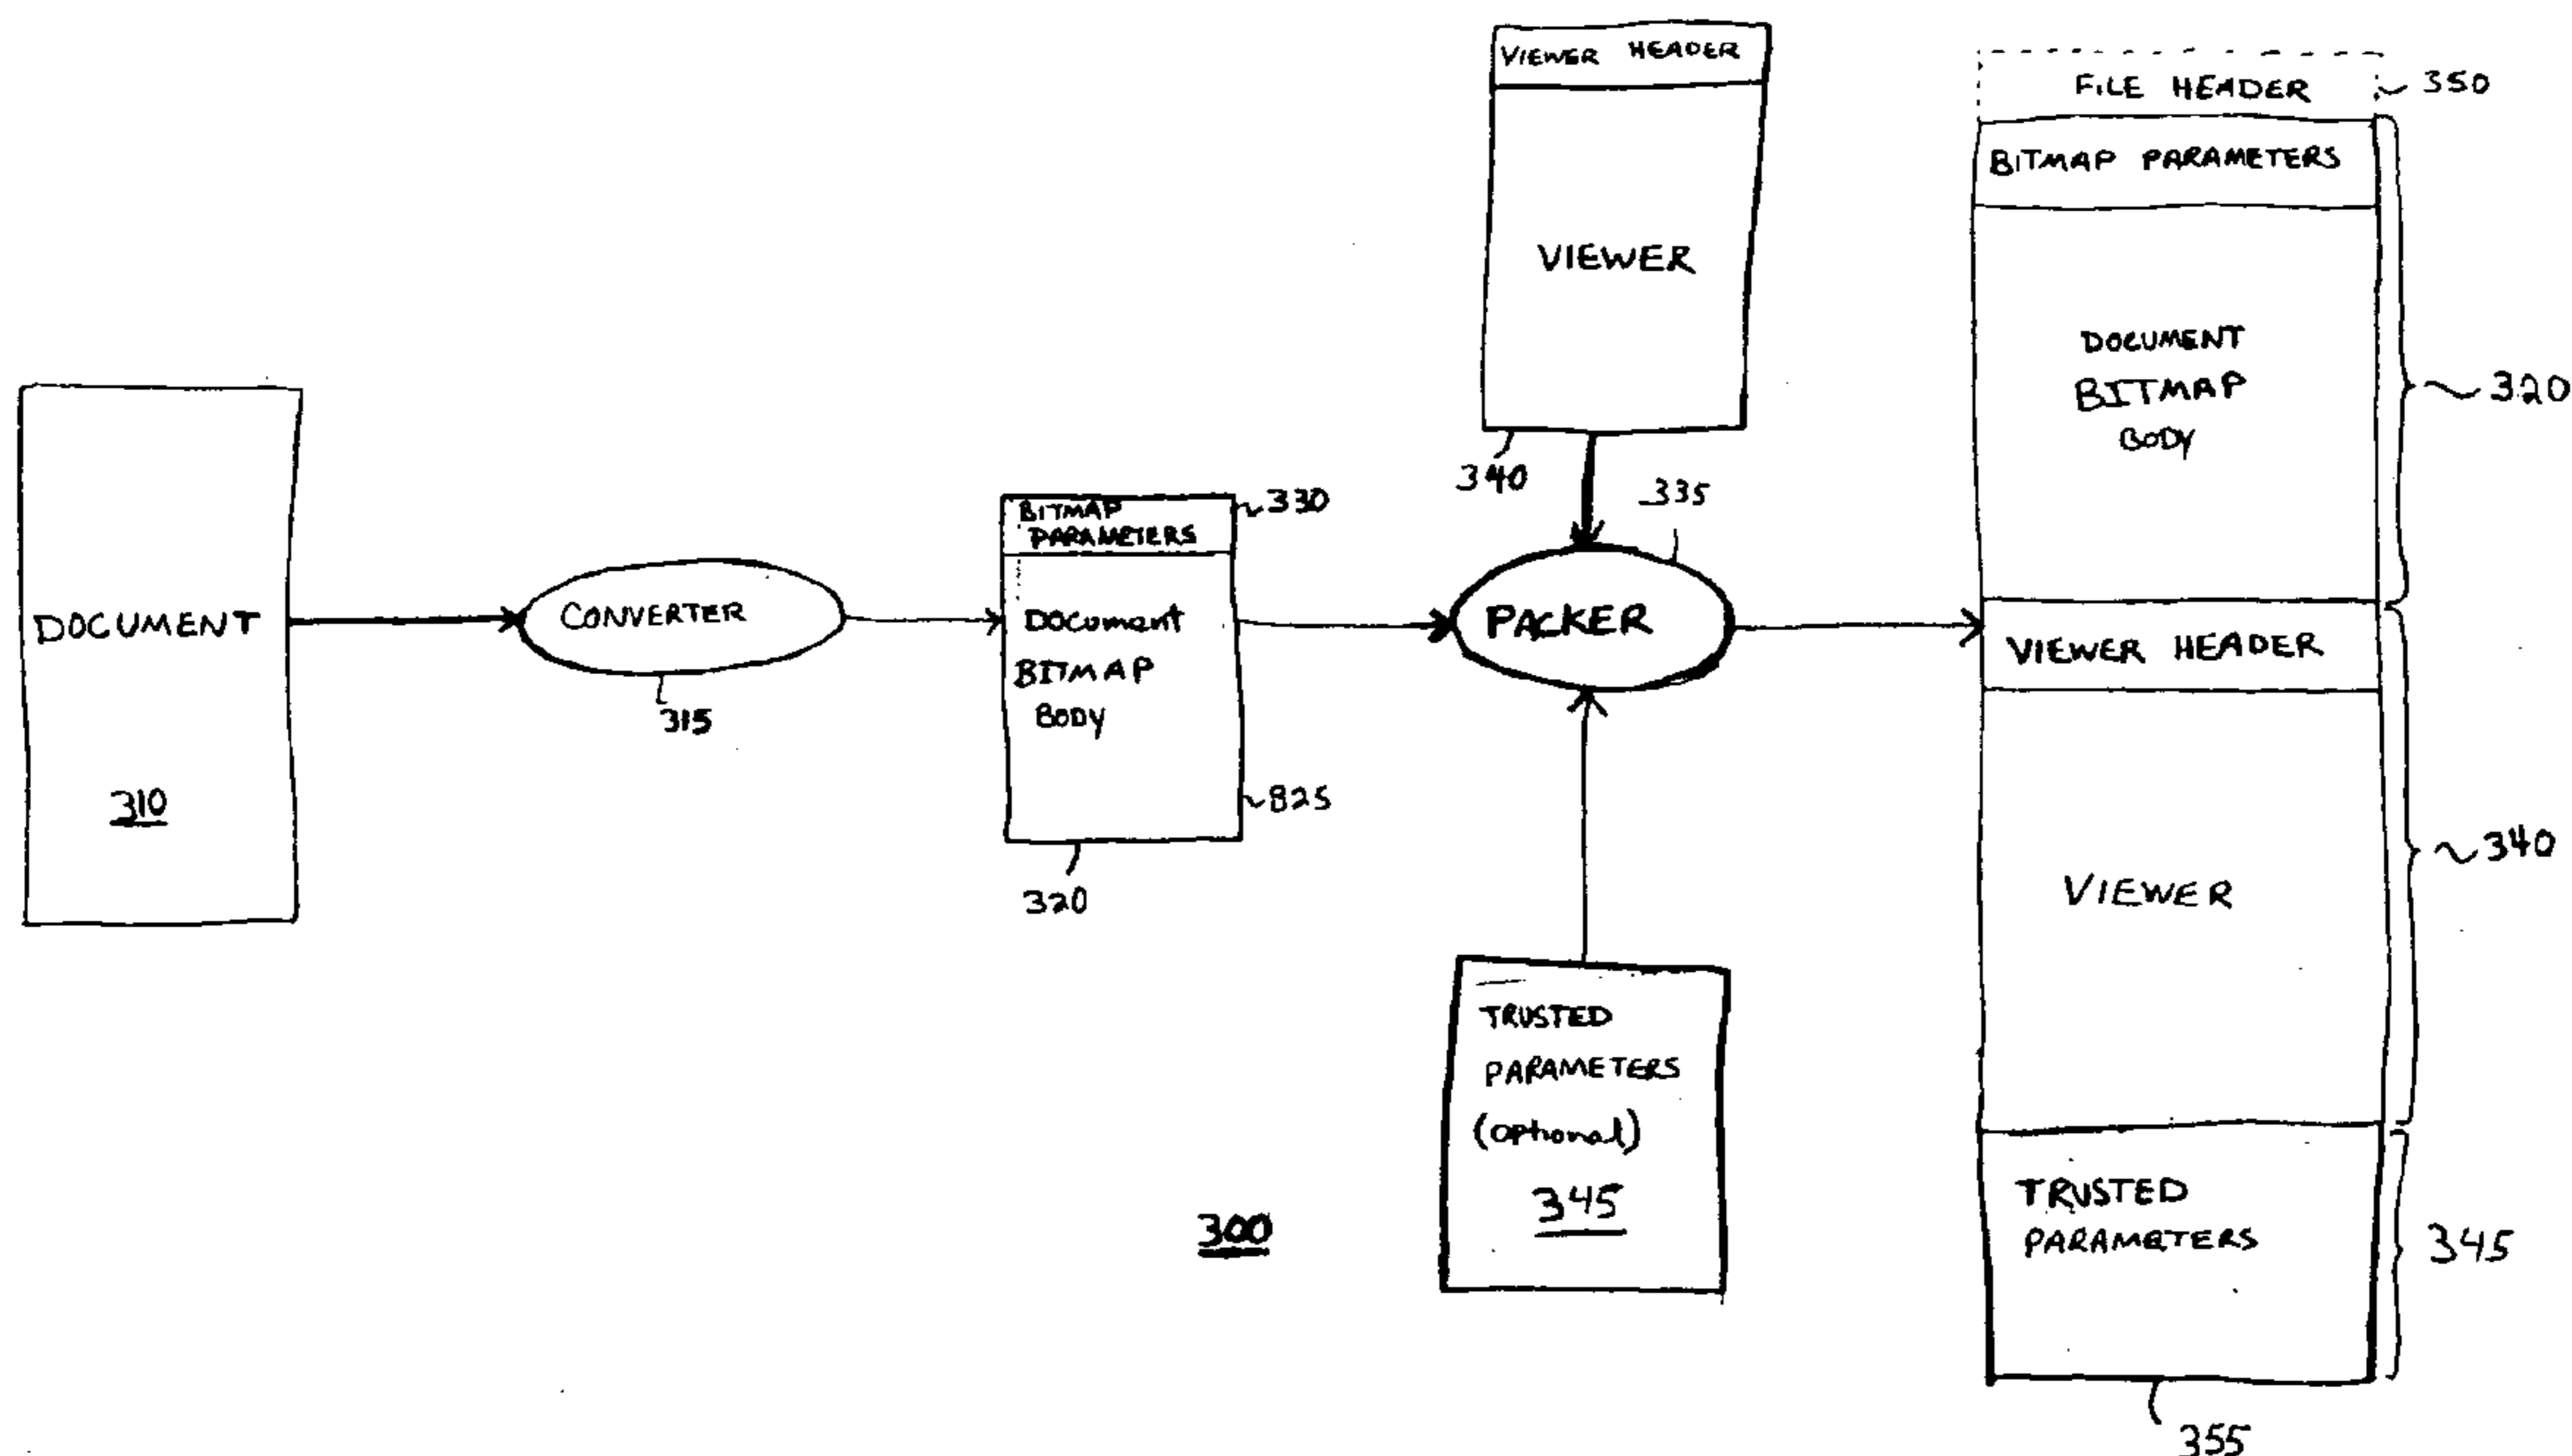 DOCUMENT
310
CONVERTER
315
BITMAP
PARAMETERS
330
Document
BITMAP
BODY
825
320
VIEWER HEADER
VIEWER
340
335
PACKER
TRUSTED
PARAMETERS
(optional)
345
300
FILE HEADER
350
BITMAP PARAMETERS
DOCUMENT
BITMAP
BODY
320
VIEWER HEADER
VIEWER
340
TRUSTED
PARAMETERS
345
355